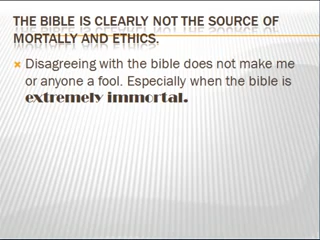 THE BIBLE IS CLEARLY NOT THE SOURCE OF
MORTALLY AND ETHICS.
Disagreeing with the bible does not make me
or anyone a fool. Especially when the bible is
extremely immortal.